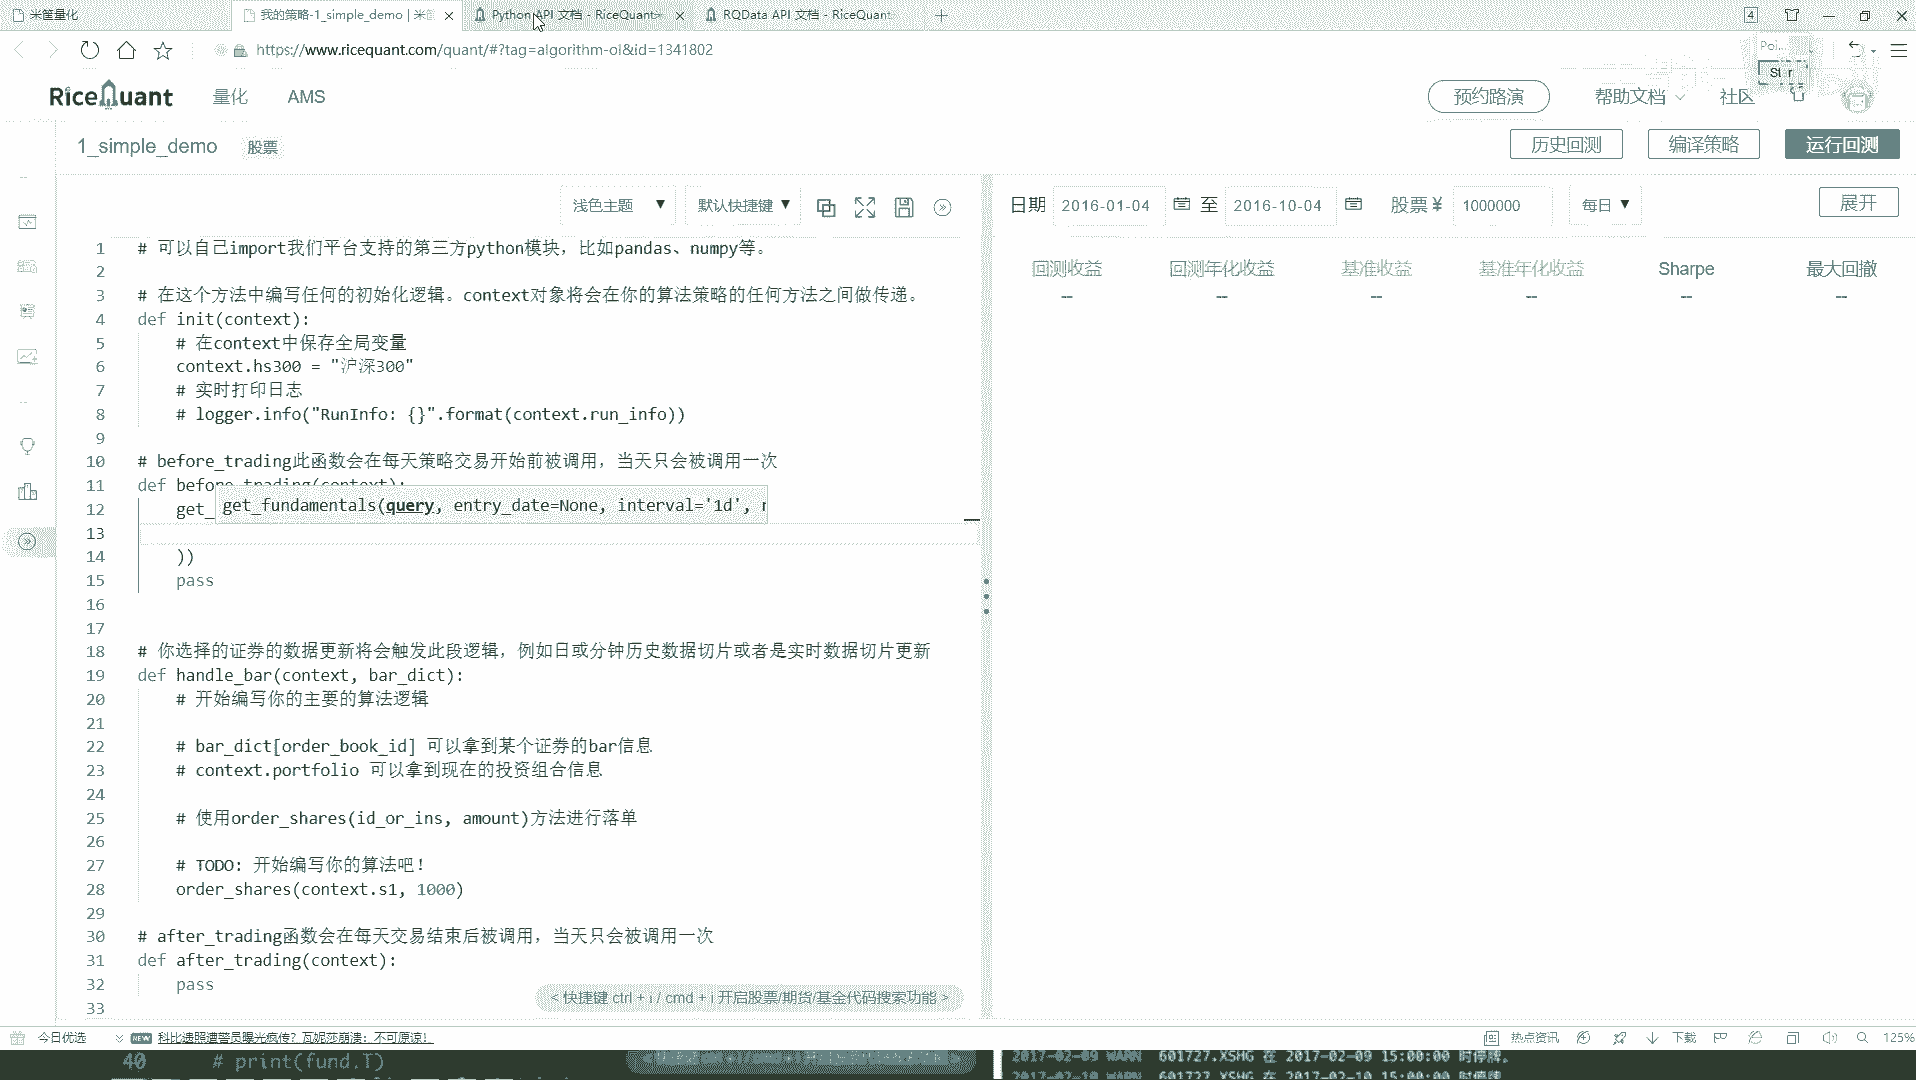 米筐量化
我的策略-1_simple_demo | 米筐
Python API 文档 - RiceQuant
RQData API 文档 - RiceQuant
4
https://www.ricequant.com/quant/#?tag=algorithm-ol&id=1341802
RiceQuant
量化
AMS
预约路演
帮助文档
社区
1_simple_demo
股票
历史回测
编译策略
运行回测
浅色主题 ▼
默认快捷键 ▼
日期 2016-01-04 至 2016-10-04 股票 ¥ 1000000 每日 ▼ 展开
回测收益 回测年化收益 基准收益 基准年化收益 Sharpe 最大回撤
-- -- -- -- -- --
1 # 可以自己import我们平台支持的第三方python模块，比如pandas、numpy等。
2
3 # 在这个方法中编写任何的初始化逻辑。context对象将会在你的算法策略的任何方法之间做传递。
4 def init(context):
5 # 在context中保存全局变量
6 context.hs300 = "沪深300"
7 # 实时打印日志
8 # logger.info("RunInfo: {}".format(context.run_info))
9
10 # before_trading此函数会在每天策略交易开始前被调用，当天只会被调用一次
11 def before_trading(context):
12 get_
get_fundamentals(query, entry_date=None, interval='1d',
13
14 ))
15 pass
16
17
18 # 你选择的证券的数据更新将会触发此段逻辑，例如日或分钟历史数据切片或者是实时数据切片更新
19 def handle_bar(context, bar_dict):
20 # 开始编写你的主要的算法逻辑
21
22 # bar_dict[order_book_id] 可以拿到某个证券的bar信息
23 # context.portfolio 可以拿到现在的投资组合信息
24
25 # 使用order_shares(id_or_ins, amount)方法进行落单
26
27 # TODO: 开始编写你的算法吧！
28 order_shares(context.s1, 1000)
29
30 # after_trading函数会在每天交易结束后被调用，当天只会被调用一次
31 def after_trading(context):
32 pass
33
< 快捷键 ctrl + i / cmd + i 开启股票/期货/基金代码搜索功能 >
今日优选
NEW 科比遗照遭警员曝光疯传？瓦妮莎崩溃：不可原谅！
热点资讯
下载
125%
40 # print(fund.T)
2017-02-09 WARN 601727.XSHG 在 2017-02-09 15:00:00 时停牌。
2017-02-10 WARN 601727.XSHG 在 2017-02-10 15:00:00 时停牌。